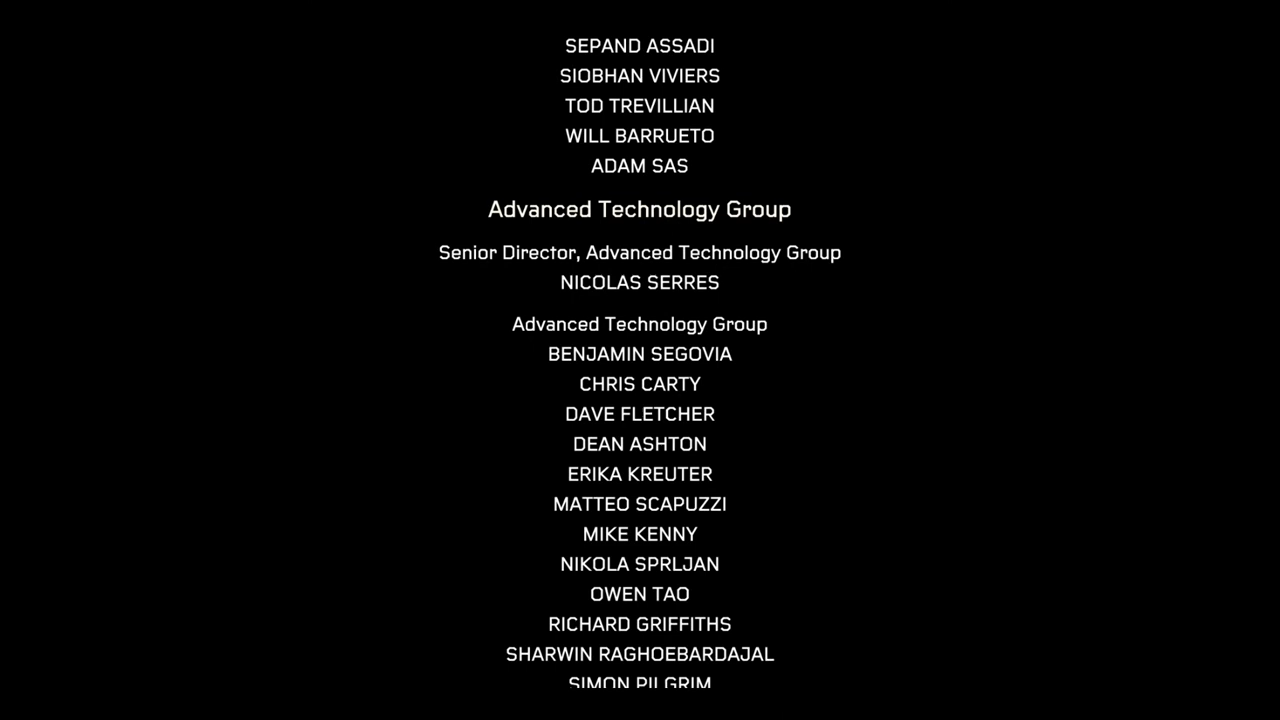 SEPAND ASSADI
SIOBHAN VIVIERS
TOD TREVILLIAN
WILL BARRUETO
ADAM SAS
Advanced Technology Group
Senior Director, Advanced Technology Group
NICOLAS SERRES
Advanced Technology Group
BENJAMIN SEGOVIA
CHRIS CARTY
DAVE FLETCHER
DEAN ASHTON
ERIKA KREUTER
MATTEO SCAPUZZI
MIKE KENNY
NIKOLA SPRLJAN
OWEN TAO
RICHARD GRIFFITHS
SHARWIN RAGHOEBARDAJAL
SIMON PILGRIM